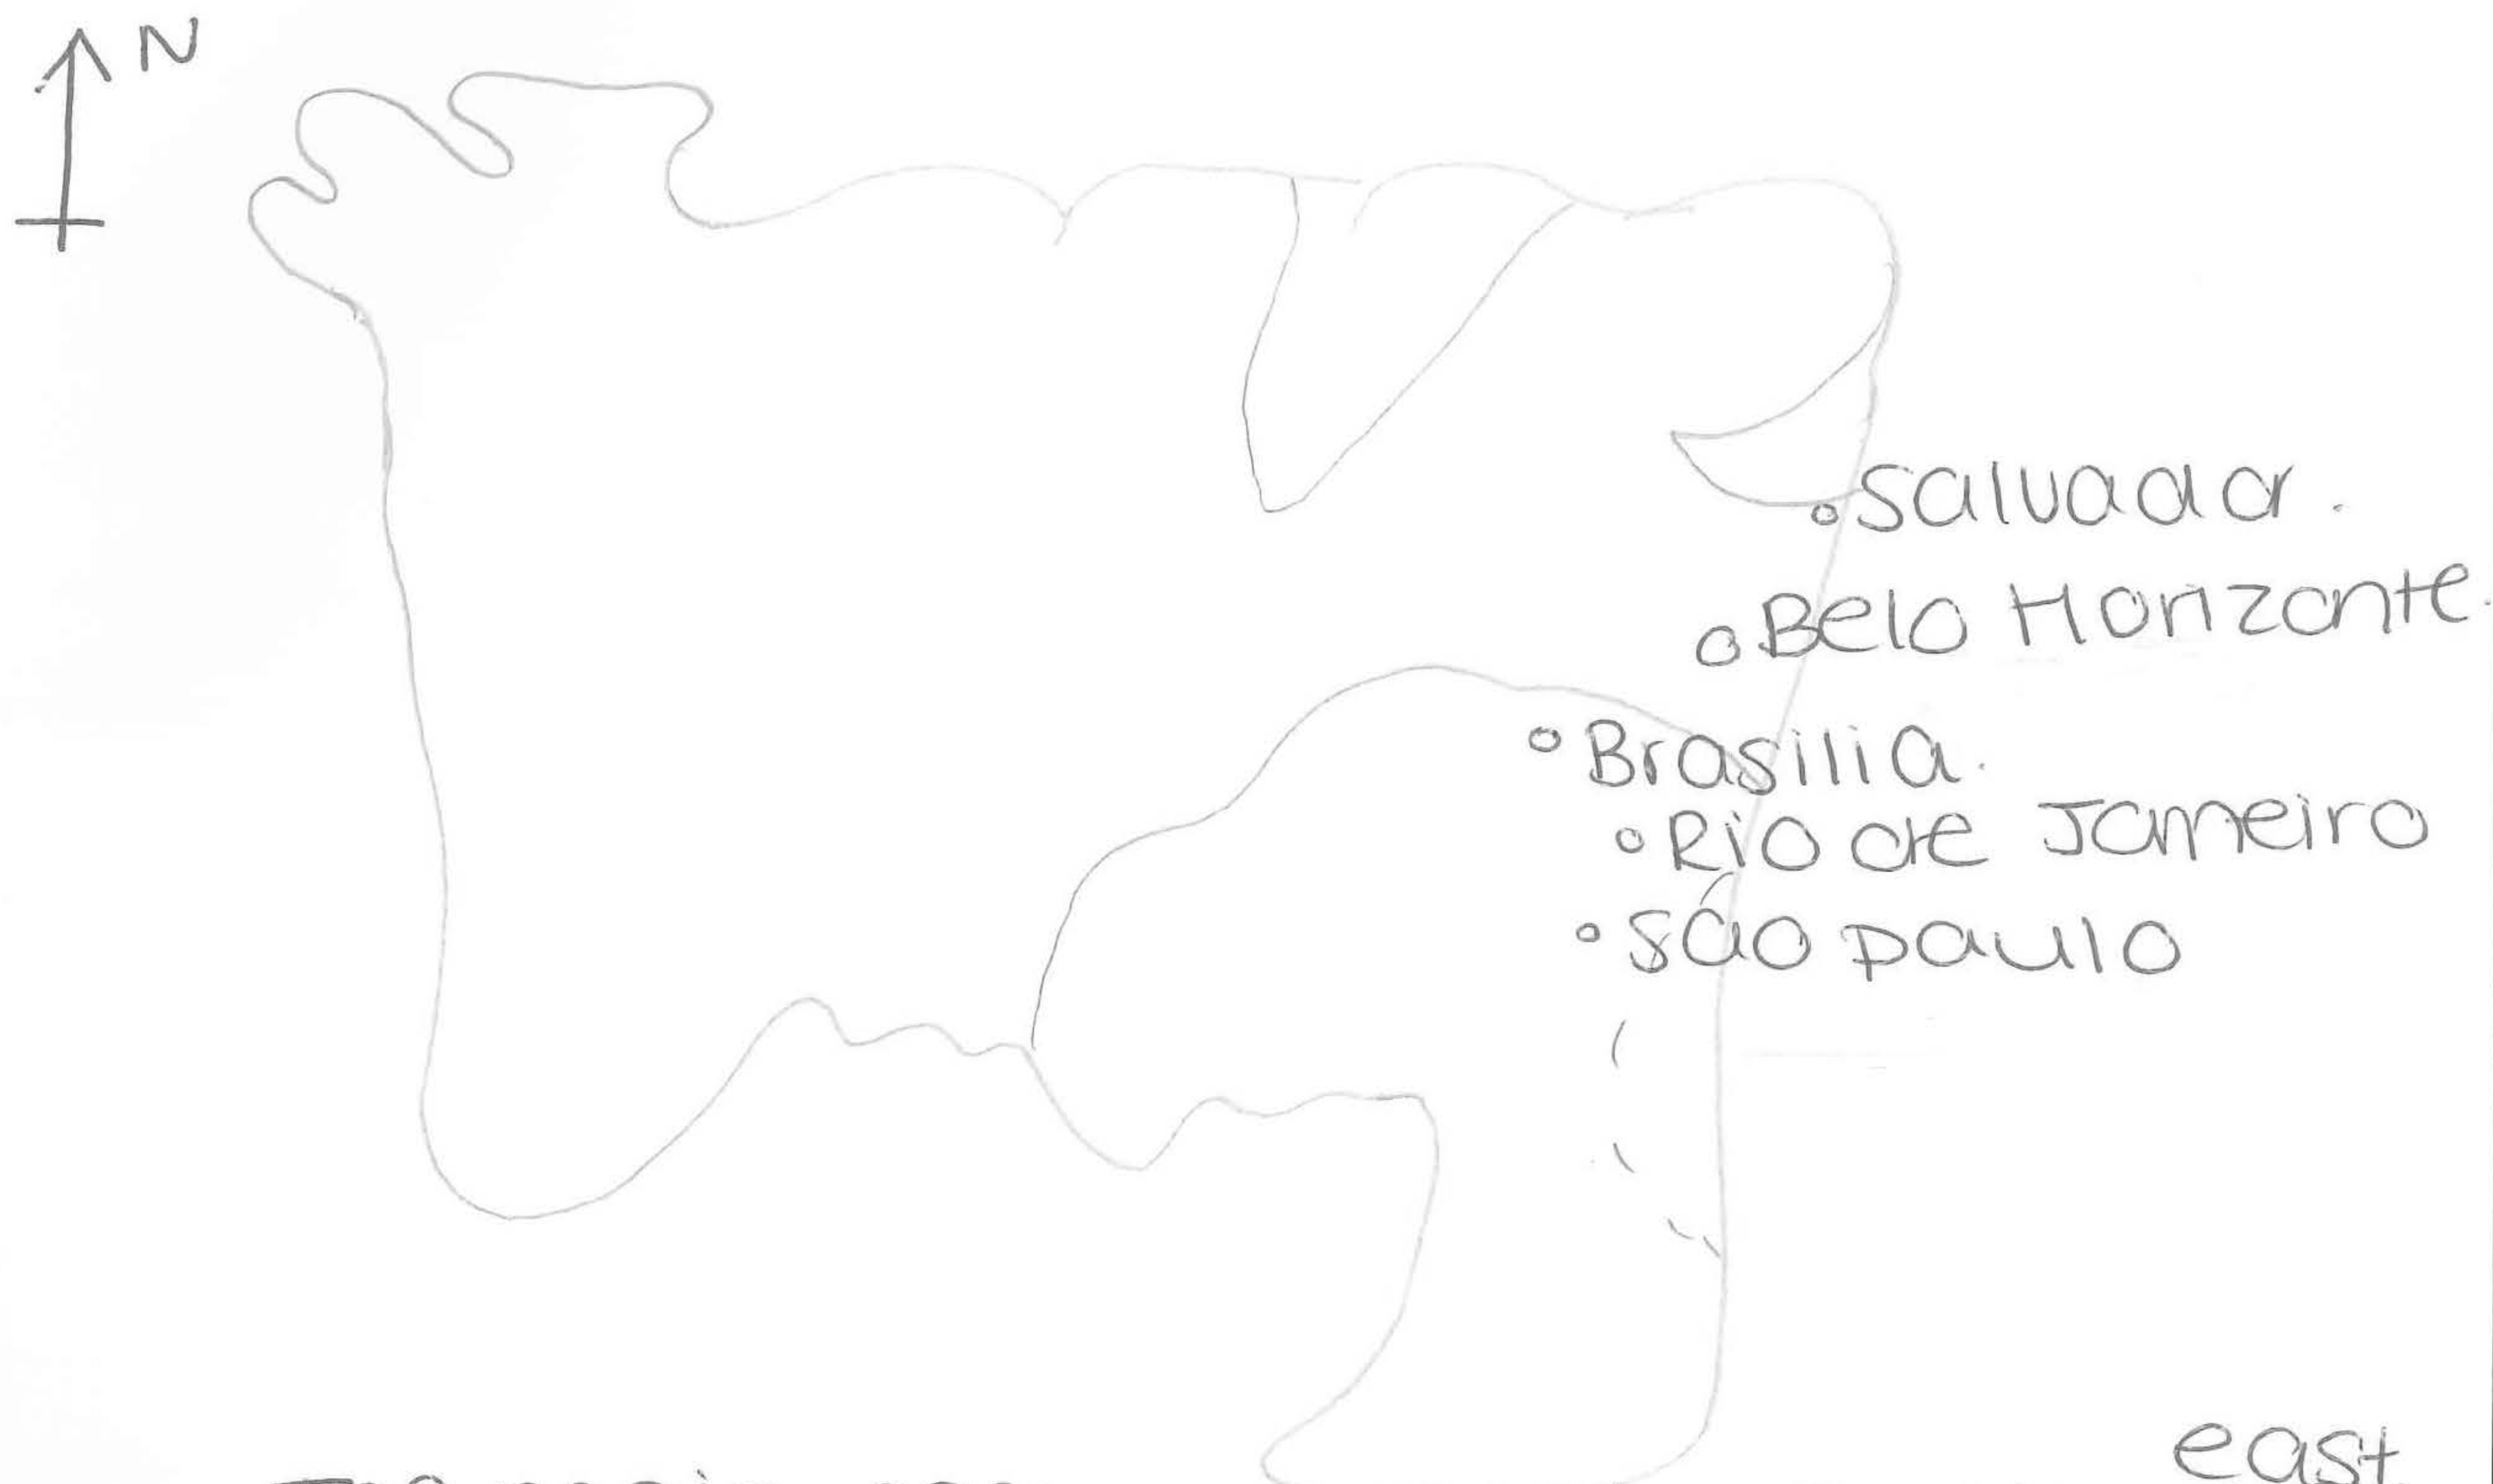 N
Salvador.
Belo Horizonte.
Brasilia.
Rio de Janeiro
São paulo
east